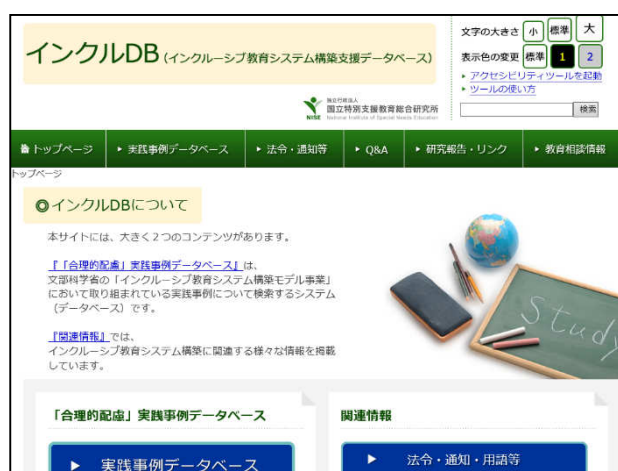 インクルDB (インクルーシブ教育システム構築支援データベース)
文字の大きさ 小 標準 大
表示色の変更 標準 1 2
アクセシビリティツールを起動
ツールの使い方
検索
独立行政法人
国立特別支援教育総合研究所
NISE National Institute of Special Needs Education
トップページ 実践事例データベース 法令・通知等 Q&A 研究報告・リンク 教育相談情報
トップページ
インクルDBについて
本サイトには、大きく2つのコンテンツがあります。
『「合理的配慮」実践事例データベース』は、
文部科学省の「インクルーシブ教育システム構築モデル事業」
において取り組まれている実践事例について検索するシステム
(データベース)です。
『関連情報』では、
インクルーシブ教育システム構築に関連する様々な情報を掲載
しています。
Study
「合理的配慮」実践事例データベース
関連情報
実践事例データベース
法令・通知・用語等